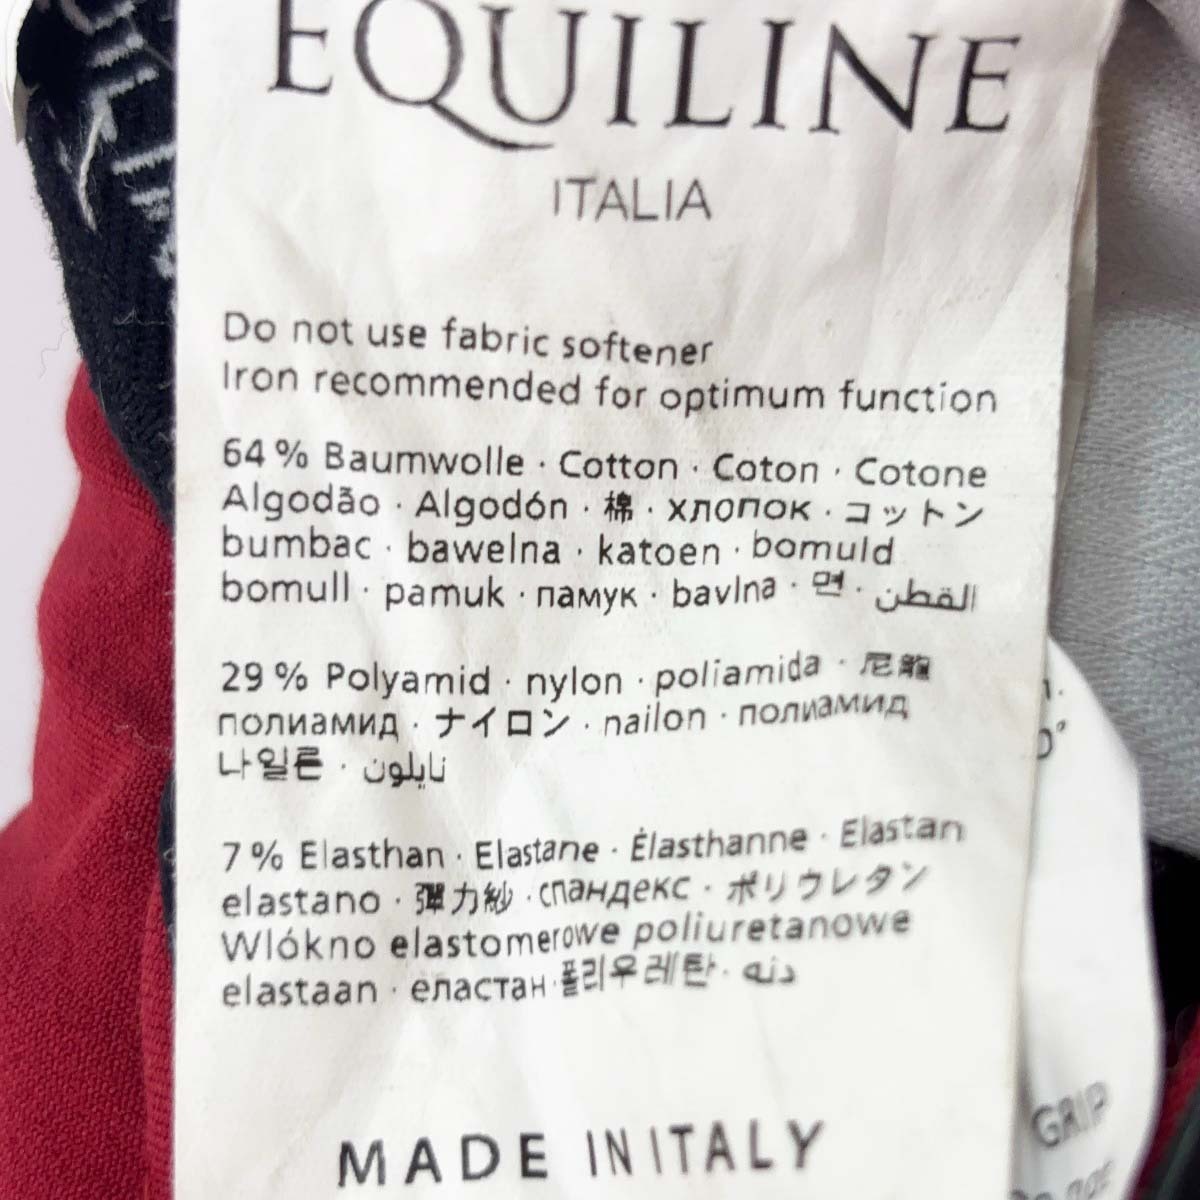 EQUILINE
ITALIA
Do not use fabric softener
Iron recommended for optimum function
64 % Baumwolle · Cotton · Coton · Cotone
Algodão · Algodón · 棉 · хлопок · コットン
bumbac · bawelna · katoen · bomuld
bomull · pamuk · памук · bavlna · 면 · القطن
29 % Polyamid · nylon · poliamida · 尼龍
полиамид · ナイロン · nailon · полиамид
나일론 · نايلون
7 % Elasthan · Elastane · Élasthanne · Elastan
elastano · 彈力紗 · спандекс · ポリウレタン
Wlókno elastomerowe poliuretanowe
elastaan · еластан · 폴리우레탄 · دنه
MADE IN ITALY
GRIP